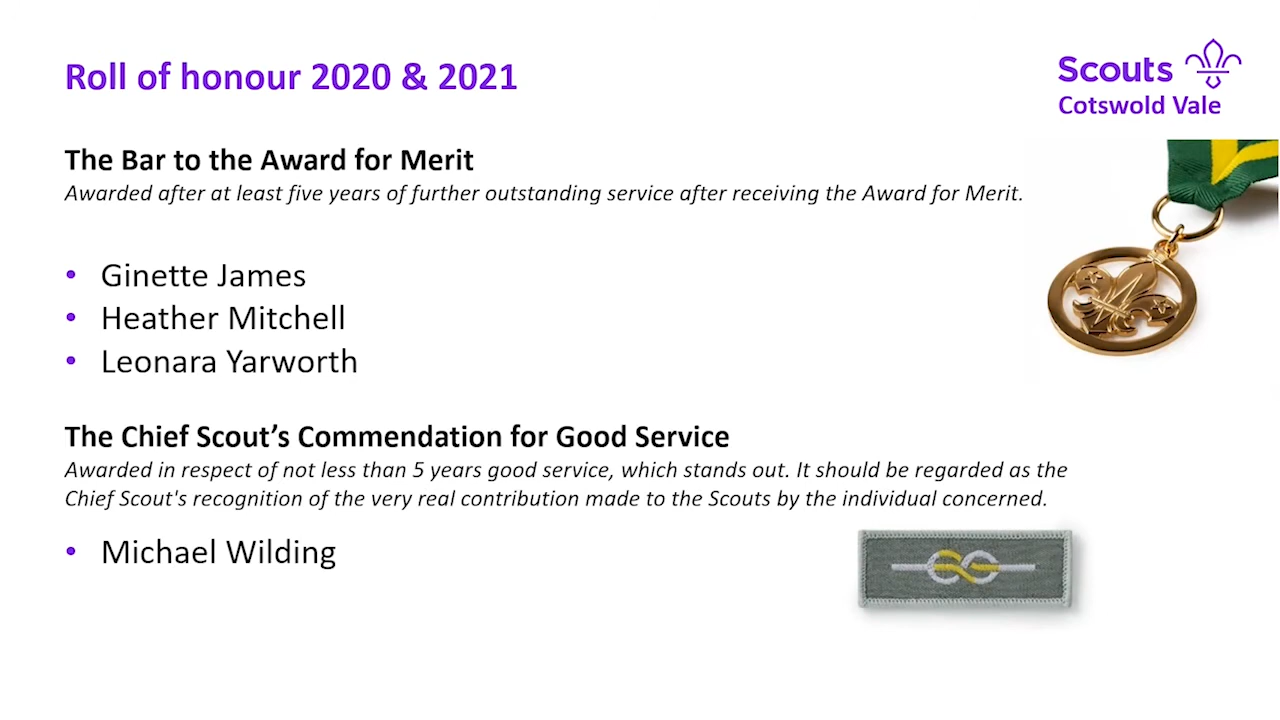 Roll of honour 2020 & 2021
Scouts
Cotswold Vale
The Bar to the Award for Merit
Awarded after at least five years of further outstanding service after receiving the Award for Merit.
• Ginette James
• Heather Mitchell
• Leonara Yarworth
The Chief Scout’s Commendation for Good Service
Awarded in respect of not less than 5 years good service, which stands out. It should be regarded as the
Chief Scout's recognition of the very real contribution made to the Scouts by the individual concerned.
• Michael Wilding